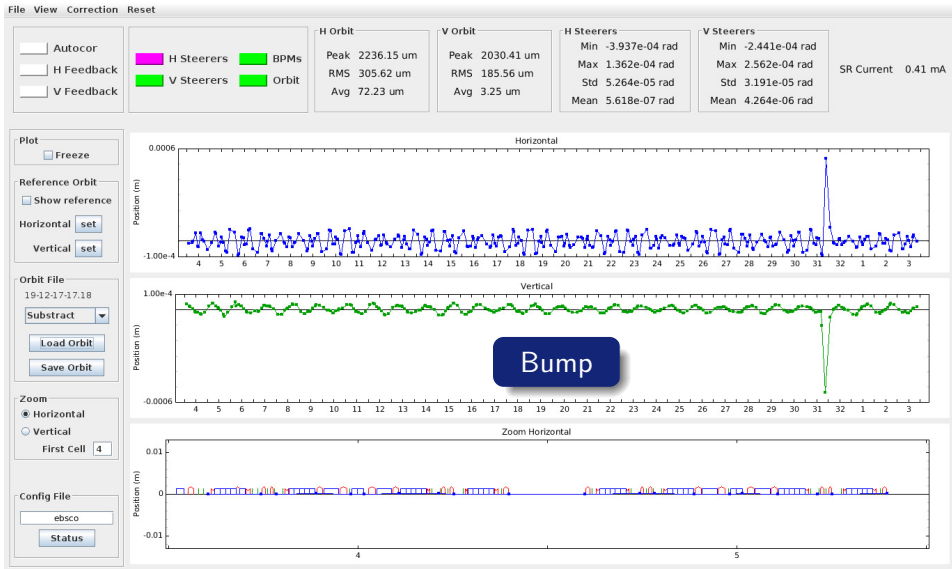 File View Correction Reset
Autocor
H Feedback
V Feedback
H Steerers BPMs
V Steerers Orbit
H Orbit
Peak 2236.15 um
RMS 305.62 um
Avg 72.23 um
V Orbit
Peak 2030.41 um
RMS 185.56 um
Avg 3.25 um
H Steerers
Min -3.937e-04 rad
Max 1.362e-04 rad
Std 5.264e-05 rad
Mean 5.618e-07 rad
V Steerers
Min -2.441e-04 rad
Max 2.562e-04 rad
Std 3.191e-05 rad
Mean 4.264e-06 rad
SR Current 0.41 mA
Plot
Freeze
Reference Orbit
Show reference
Horizontal set
Vertical set
Orbit File
19-12-17-17.18
Substract
Load Orbit
Save Orbit
Zoom
Horizontal
Vertical
First Cell 4
Config File
ebsco
Status
Horizontal
0.0006
Position (m)
-1.00e-4
4 5 6 7 8 9 10 11 12 13 14 15 16 17 18 19 20 21 22 23 24 25 26 27 28 29 30 31 32 1 2 3
Vertical
1.00e-4
Position (m)
-0.0006
4 5 6 7 8 9 10 11 12 13 14 15 16 17 18 19 20 21 22 23 24 25 26 27 28 29 30 31 32 1 2 3
Bump
Zoom Horizontal
0.01
Position (m)
0
-0.01
4 5